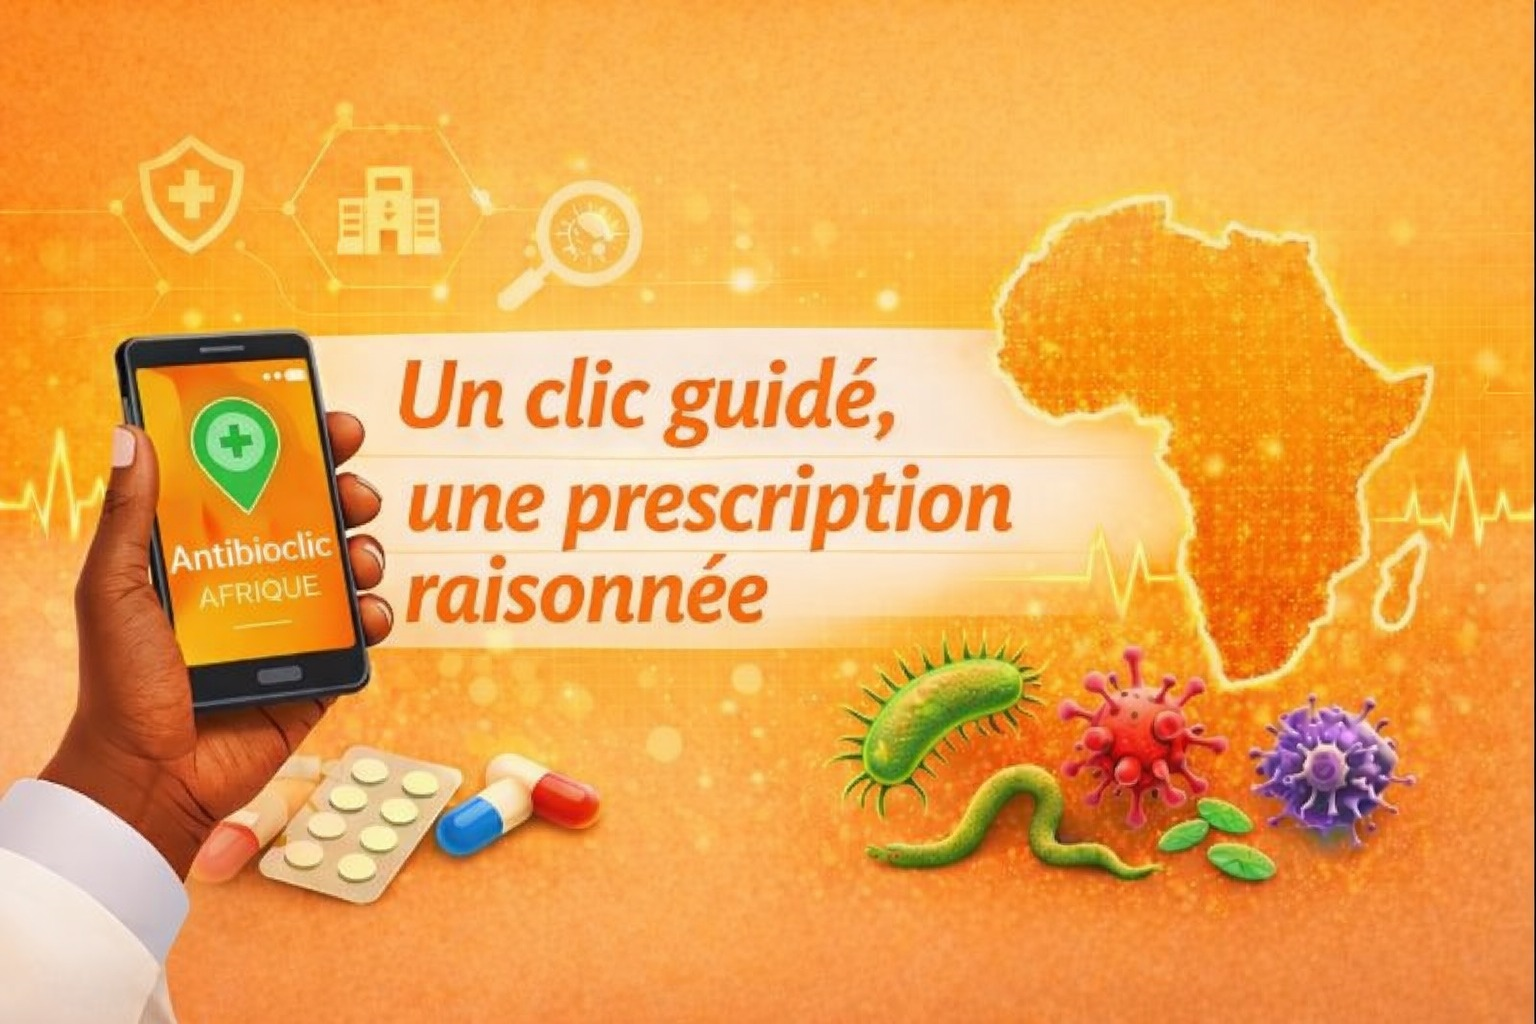 Un clic guidé,
une prescription
raisonnée
Antibioclic
AFRIQUE